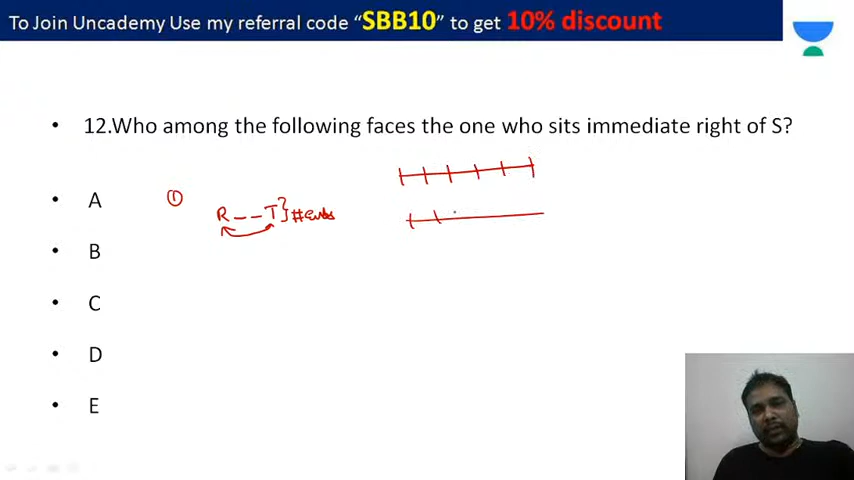 To Join Uncademy Use my referral code “SBB10” to get 10% discount
• 12.Who among the following faces the one who sits immediate right of S?
• A
• B
• C
• D
• E
①
R _ _ T} #ends